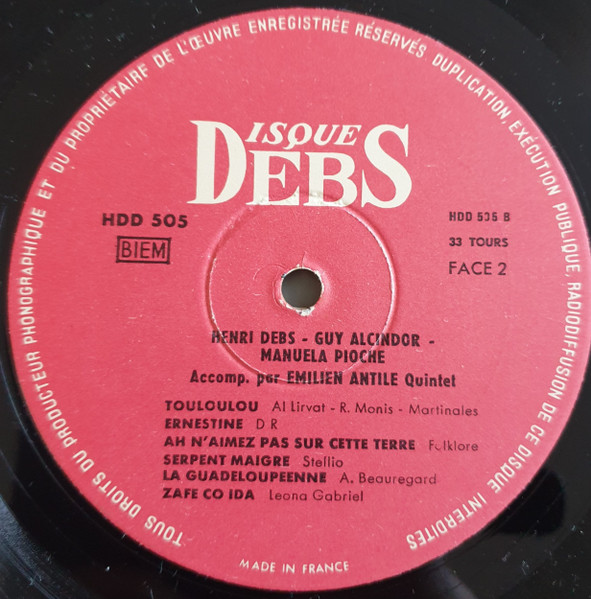 TOUS DROITS DU PRODUCTEUR PHONOGRAPHIQUE ET DU PROPRIÉTAIRE DE L'ŒUVRE ENREGISTRÉE RÉSERVÉS DUPLICATION, EXÉCUTION PUBLIQUE, RADIODIFFUSION DE CE DISQUE INTERDITES
DISQUE DEBS
HDD 505
BIEM
HDD 505 B
33 TOURS
FACE 2
HENRI DEBS - GUY ALCINDOR -
MANUELA PIOCHE
Accomp. par EMILIEN ANTILE Quintet
TOULOULOU Al Lirvat - R. Monis - Martinales
ERNESTINE D R
AH N'AIMEZ PAS SUR CETTE TERRE Folklore
SERPENT MAIGRE Stellio
LA GUADELOUPEENNE A. Beauregard
ZAFE CO IDA Leona Gabriel
MADE IN FRANCE